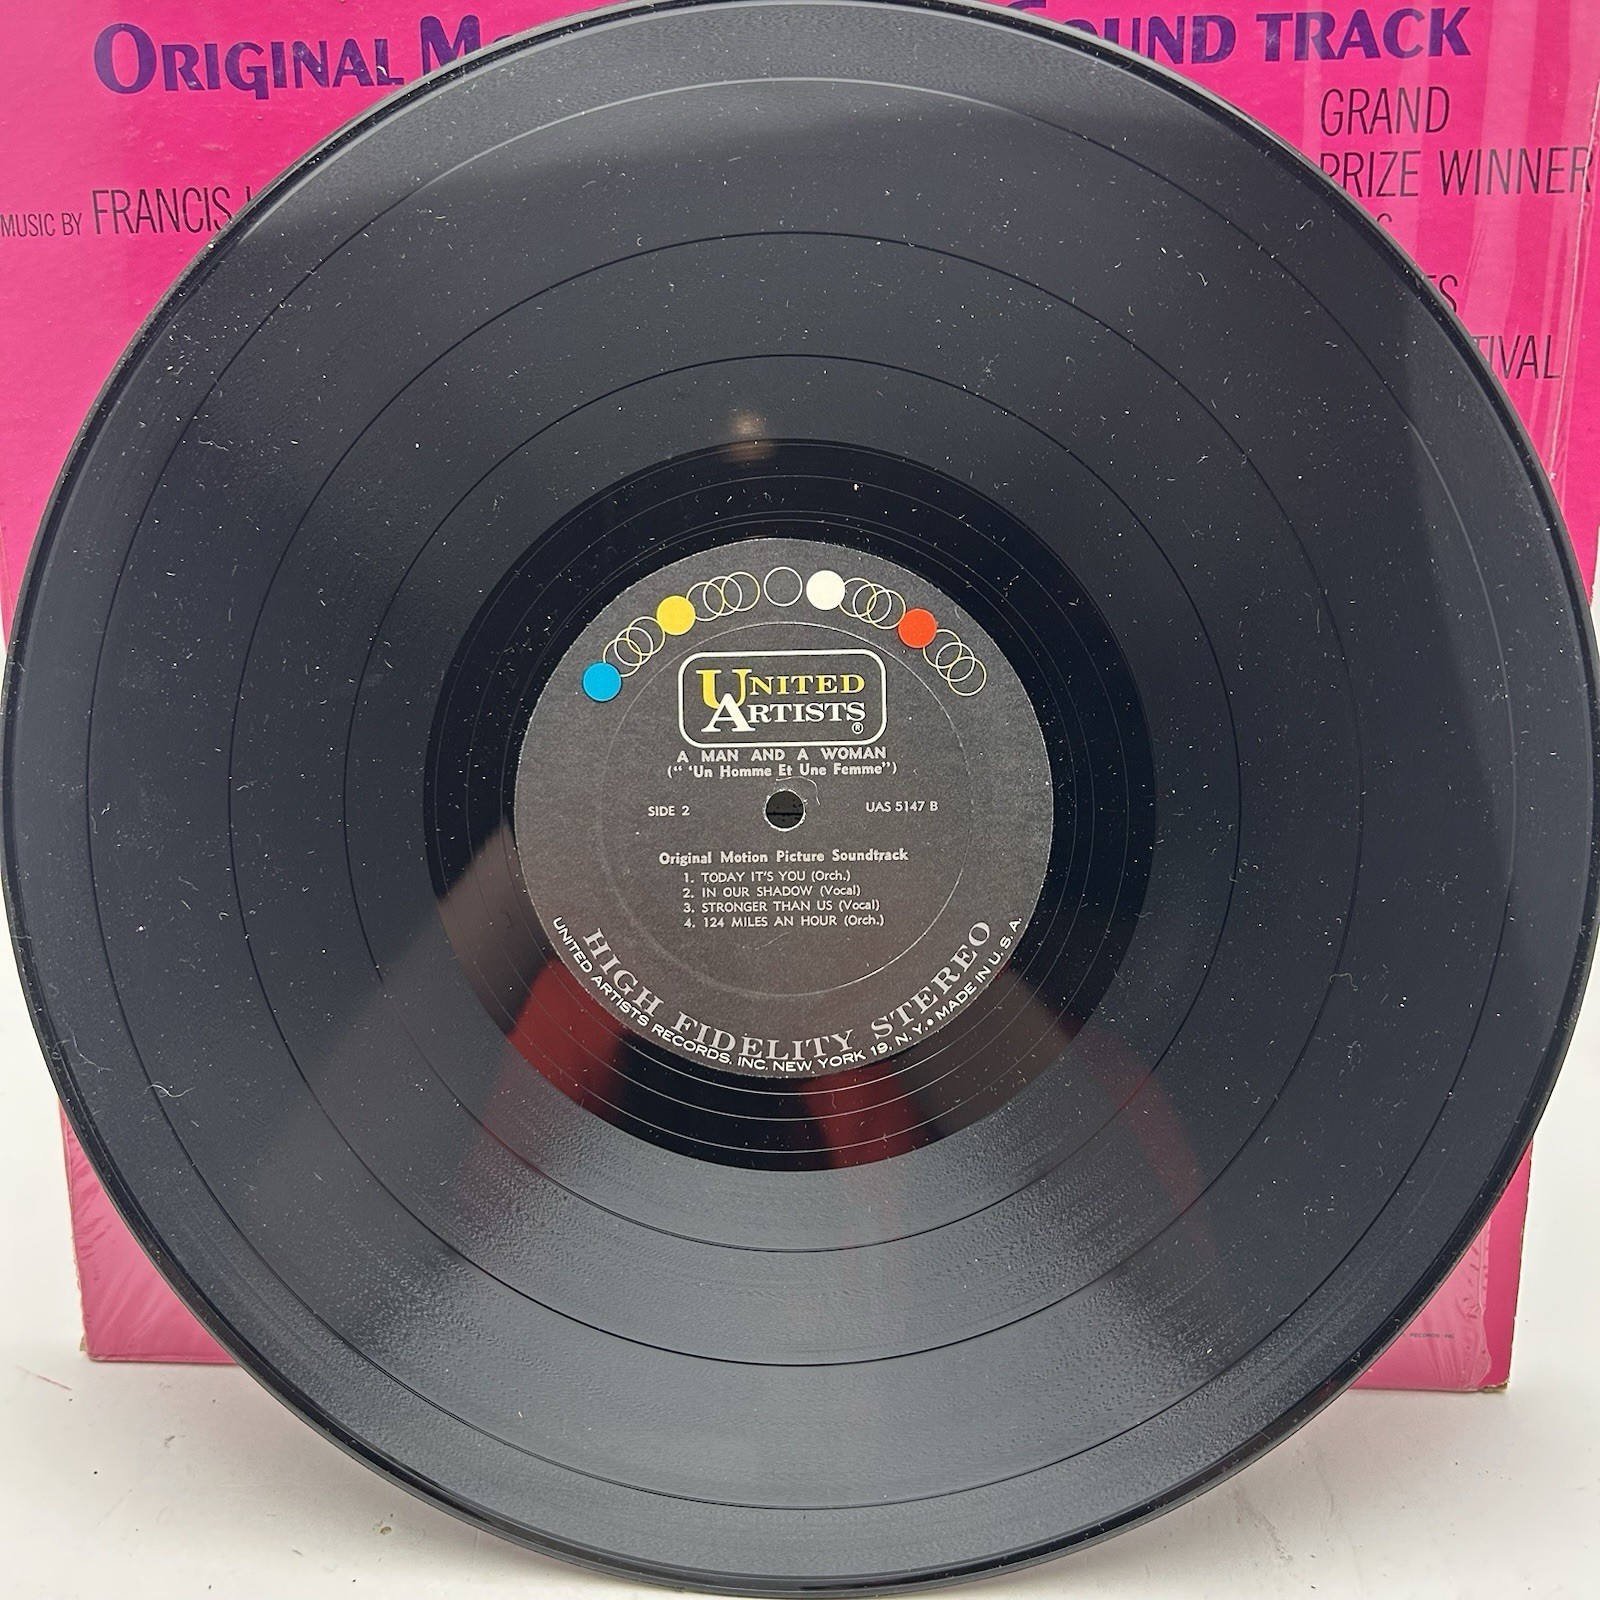 ORIGINAL SOUND TRACK
GRAND
PRIZE WINNER
MUSIC BY FRANCIS
UNITED
ARTISTS
®
A MAN AND A WOMAN
(“ ‘Un Homme Et Une Femme”)
SIDE 2
UAS 5147 B
Original Motion Picture Soundtrack
1. TODAY IT'S YOU (Orch.)
2. IN OUR SHADOW (Vocal)
3. STRONGER THAN US (Vocal)
4. 124 MILES AN HOUR (Orch.)
HIGH FIDELITY STEREO
UNITED ARTISTS RECORDS, INC. NEW YORK 19, N. Y. • MADE IN U. S. A.